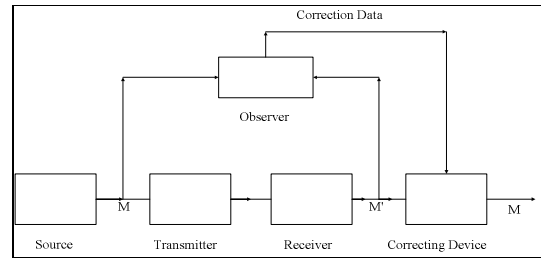 Correction Data
Observer
M
M'
M
Source
Transmitter
Receiver
Correcting Device